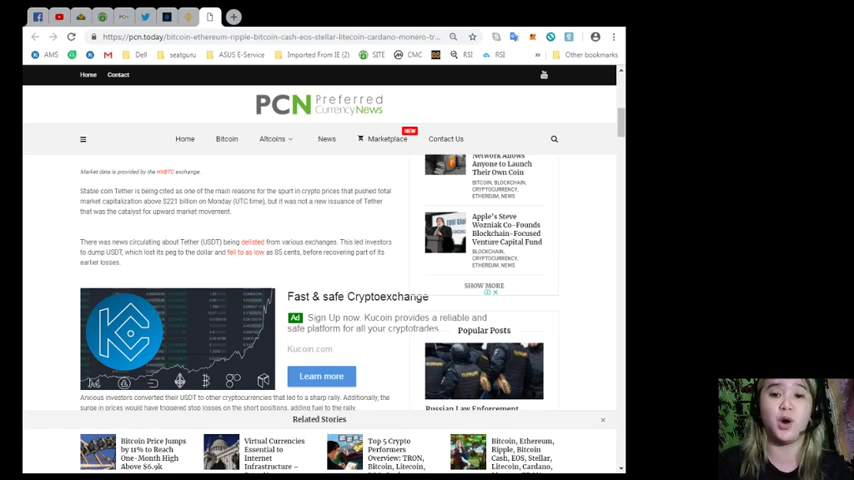 https://pcn.today/bitcoin-ethereum-ripple-bitcoin-cash-eos-stellar-litecoin-cardano-monero-tr...
AMS
Dell
seatguru
ASUS E-Service
Imported From IE (2)
SITE
CMC
RSI
RSI
»
Other bookmarks
Home
Contact
PCN Preferred
Currency News
Home
Bitcoin
Altcoins
News
NEW
Marketplace
Contact Us
Market data is provided by the HitBTC exchange.
Stable coin Tether is being cited as one of the main reasons for the spurt in crypto prices that pushed total
market capitalization above $221 billion on Monday (UTC time), but it was not a new issuance of Tether
that was the catalyst for upward market movement.
There was news circulating about Tether (USDT) being delisted from various exchanges. This led investors
to dump USDT, which lost its peg to the dollar and fell to as low as 85 cents, before recovering part of its
earlier losses.
Fast & safe Cryptoexchange
Ad Sign Up now. Kucoin provides a reliable and
safe platform for all your cryptotrades
Kucoin.com
Learn more
Anxious investors converted their USDT to other cryptocurrencies that led to a sharp rally. Additionally, the
surge in prices would have triggered stop losses on the short positions, adding fuel to the rally.
Network Allows
Anyone to Launch
Their Own Coin
BITCOIN, BLOCKCHAIN,
CRYPTOCURRENCY,
ETHEREUM, NEWS
Apple's Steve
Wozniak Co-Founds
Blockchain-Focused
Venture Capital Fund
BLOCKCHAIN,
CRYPTOCURRENCY,
ETHEREUM, NEWS
SHOW MORE
Popular Posts
Russian Law Enforcement
Related Stories
Bitcoin Price Jumps
by 11% to Reach
One-Month High
Above $6.9k
Virtual Currencies
Essential to
Internet
Infrastructure –
Top 5 Crypto
Performers
Overview: TRON,
Bitcoin, Litecoin,
Bitcoin, Ethereum,
Ripple, Bitcoin
Cash, EOS, Stellar,
Litecoin, Cardano,